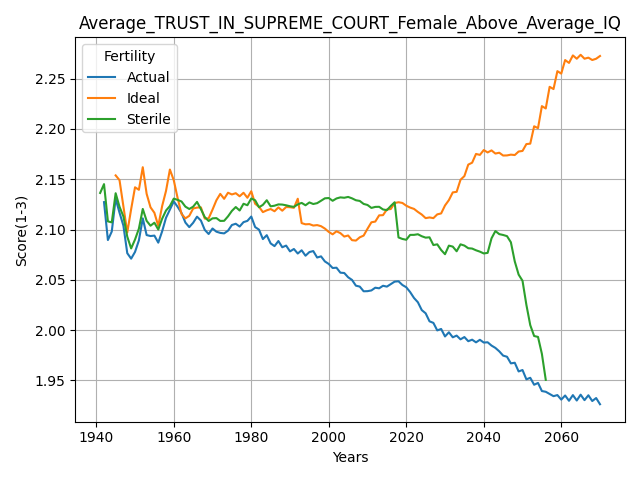 Average_TRUST_IN_SUPREME_COURT_Female_Above_Average_IQ
Fertility
Actual
Ideal
Sterile
Score(1-3)
2.25
2.20
2.15
2.10
2.05
2.00
1.95
1940 1960 1980 2000 2020 2040 2060
Years